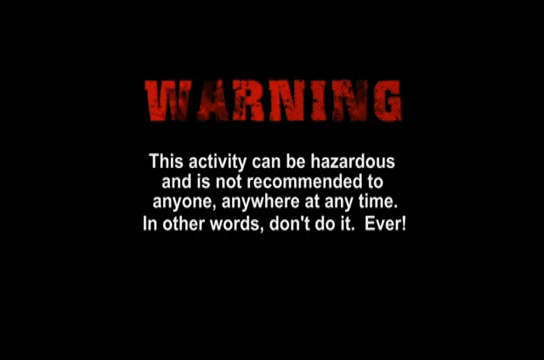 WARNING
This activity can be hazardous
and is not recommended to
anyone, anywhere at any time.
In other words, don't do it.  Ever!